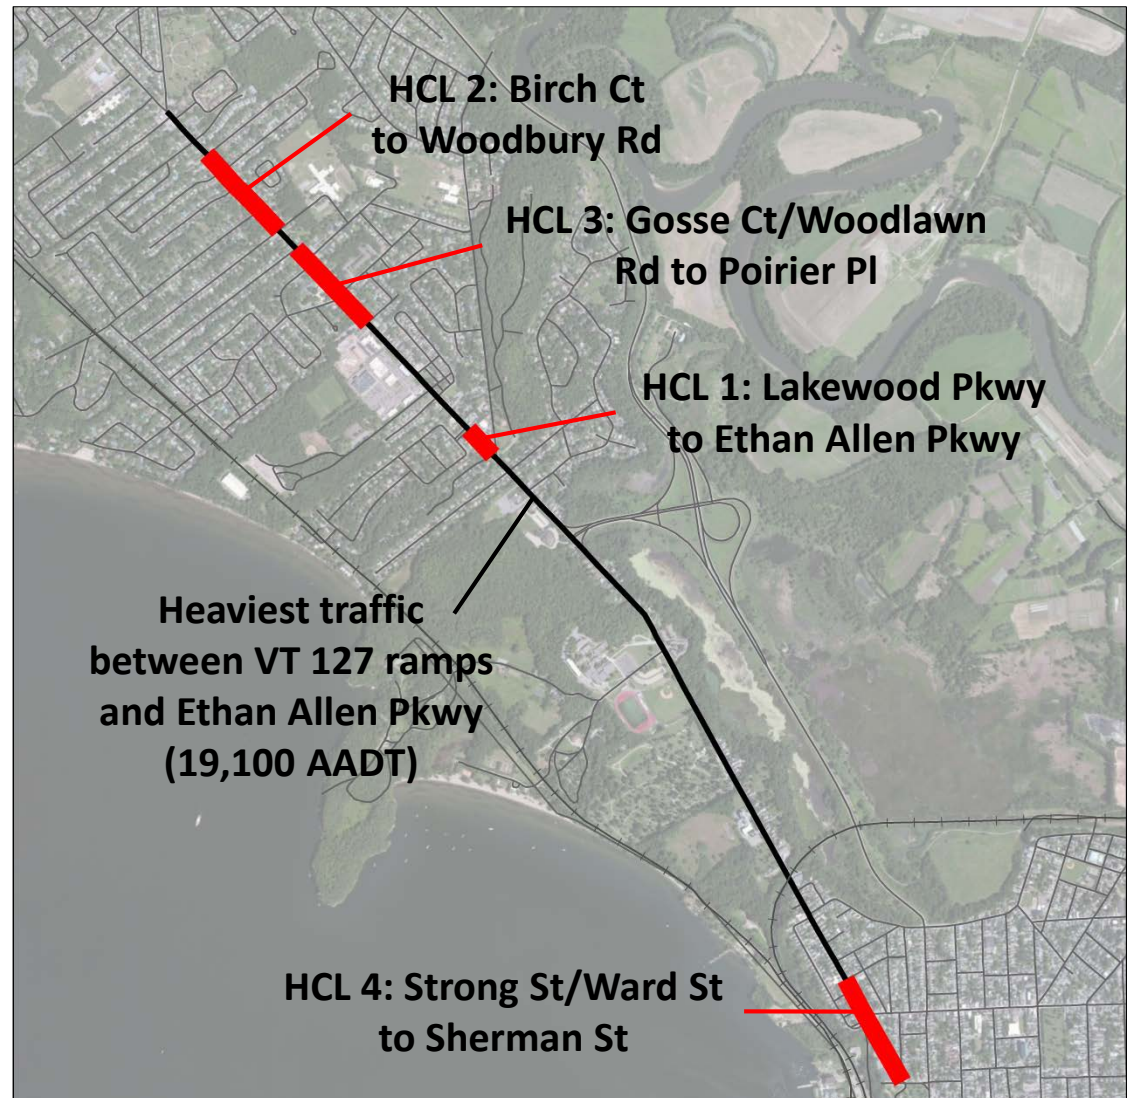 HCL 2: Birch Ct
to Woodbury Rd
HCL 3: Gosse Ct/Woodlawn
Rd to Poirier Pl
HCL 1: Lakewood Pkwy
to Ethan Allen Pkwy
Heaviest traffic
between VT 127 ramps
and Ethan Allen Pkwy
(19,100 AADT)
HCL 4: Strong St/Ward St
to Sherman St